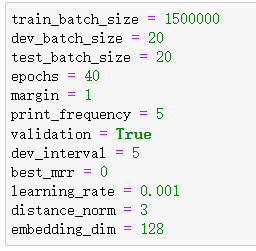 train_batch_size = 1500000
dev_batch_size = 20
test_batch_size = 20
epochs = 40
margin = 1
print_frequency = 5
validation = True
dev_interval = 5
best_mrr = 0
learning_rate = 0.001
distance_norm = 3
embedding_dim = 128